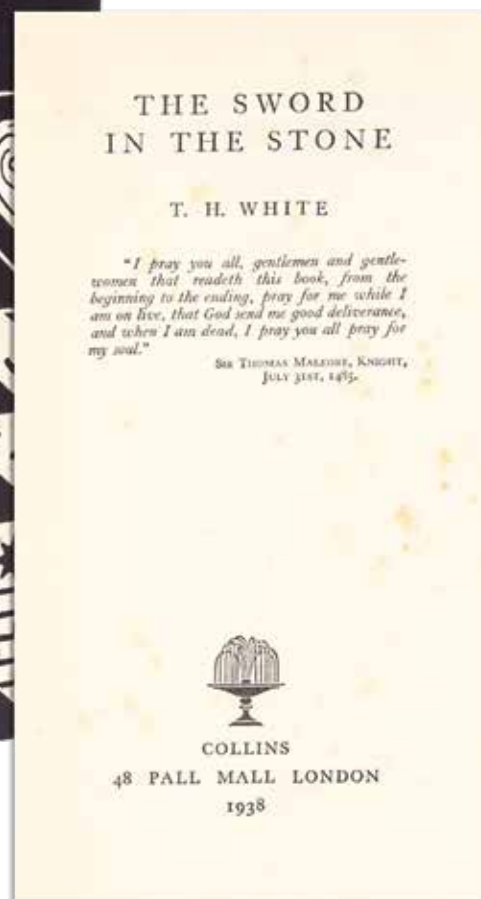 THE SWORD
IN THE STONE
T. H. WHITE
"I pray you all, gentlemen and gentle-
women that readeth this book, from the
beginning to the ending, pray for me while I
am on live, that God send me good deliverance,
and when I am dead, I pray you all pray for
my soul."
Sir Thomas Maleore, Knight,
July 31st, 1485.
COLLINS
48 PALL MALL LONDON
1938